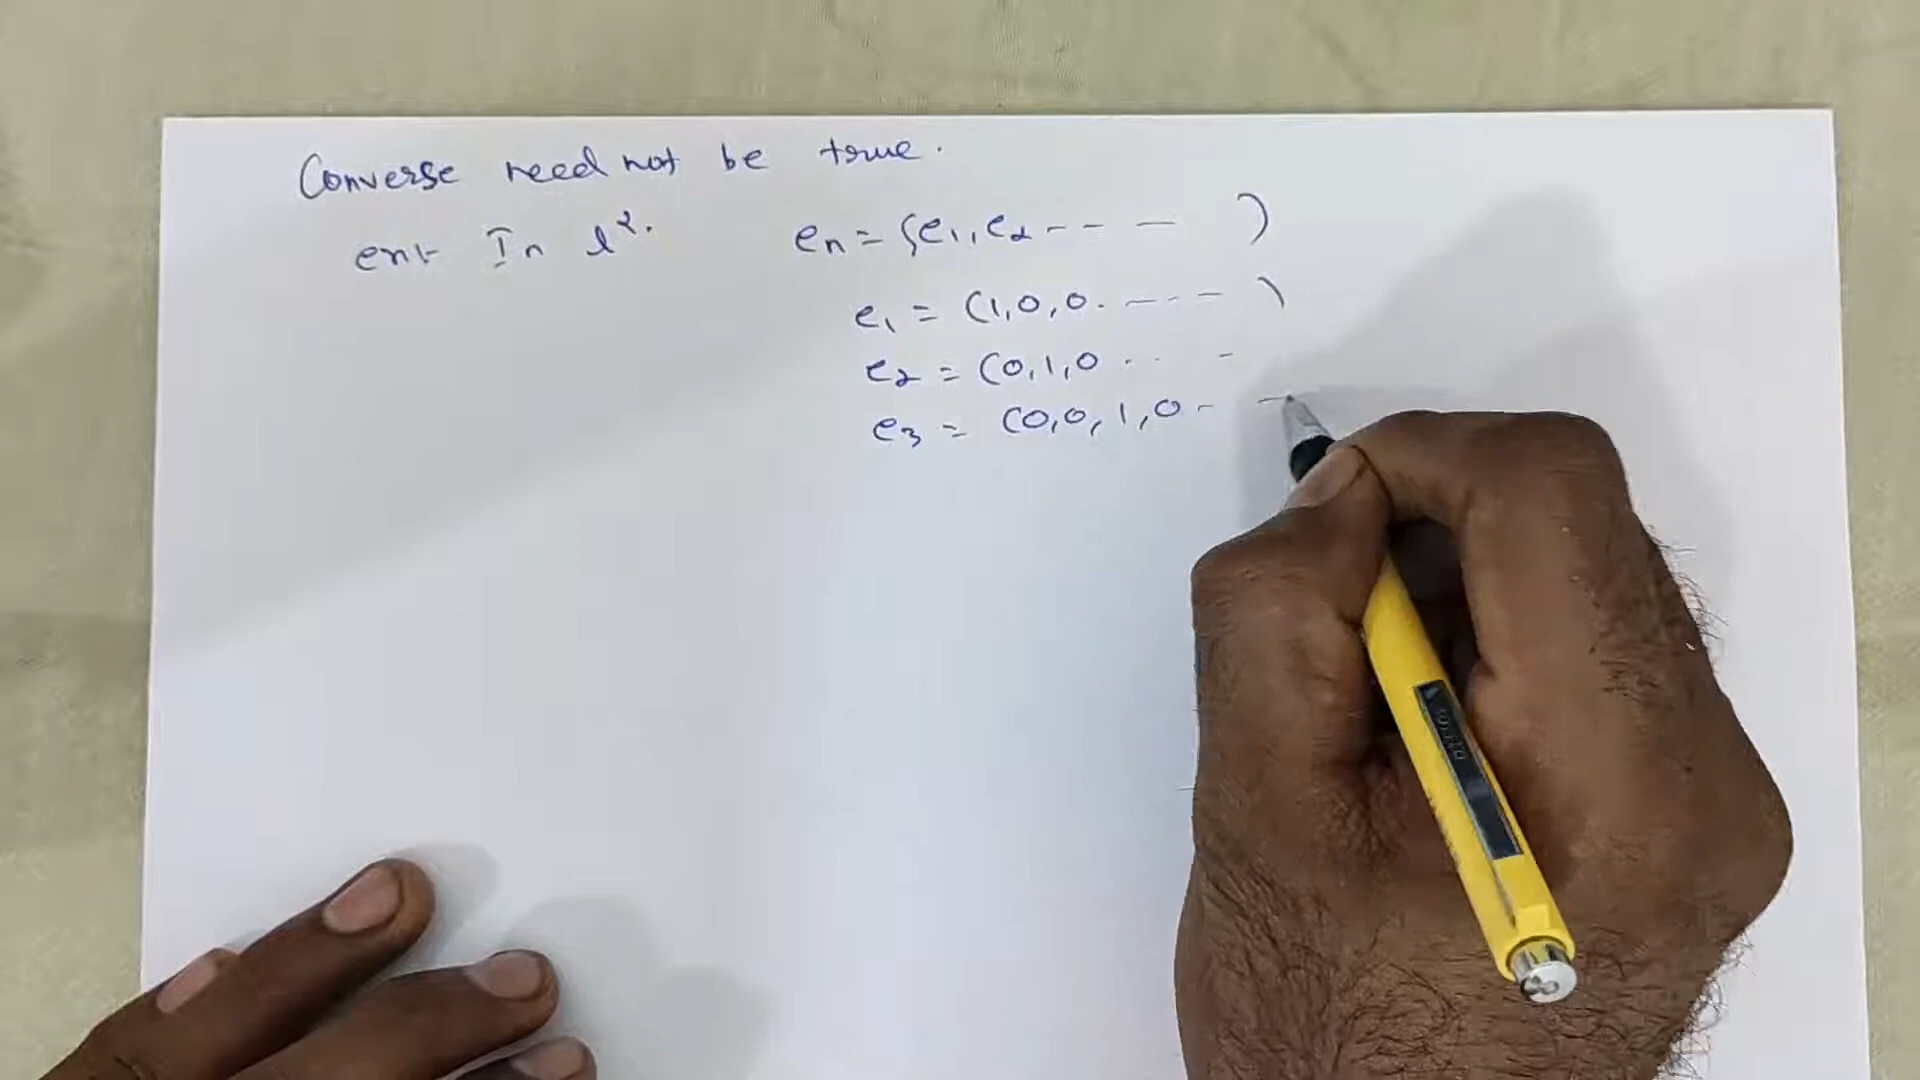 Converse need not be true.
In l². en = (e1, e2 - - - )
e1 = (1, 0, 0. - - - - )
e2 = (0, 1, 0 . . -
e3 = (0, 0, 1, 0 - -